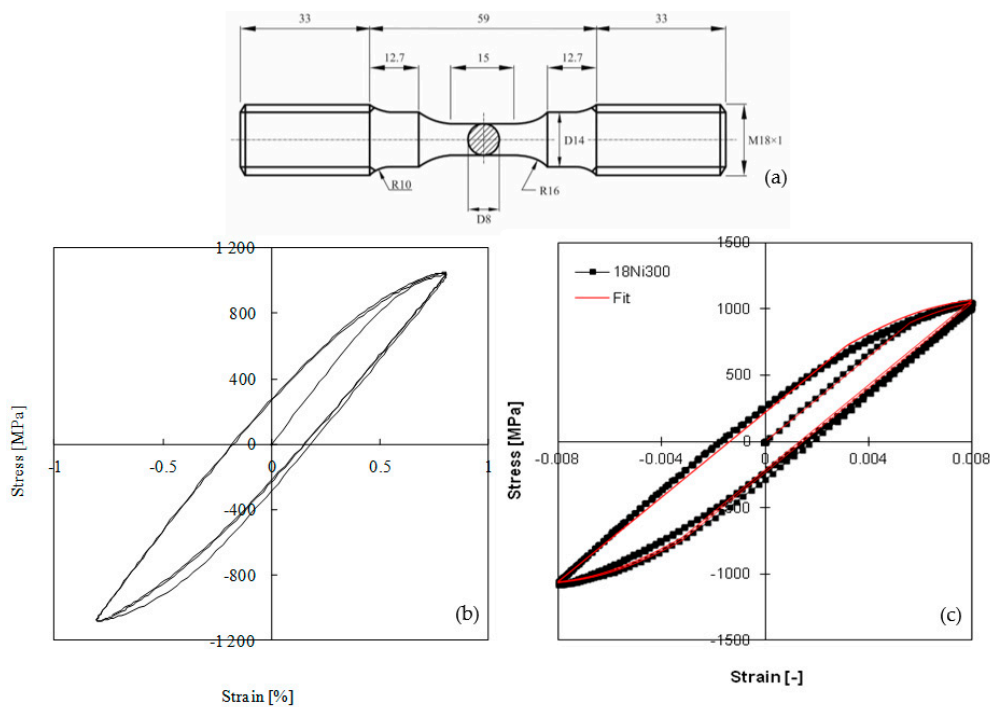 33 59 33
12.7 15 12.7
D14
M18×1
R10
R16
D8
(a)
1 200
800
400
0
-1 -0.5 0 0.5 1
-400
-800
-1 200
Stress [MPa]
Strain [%]
(b)
1500
1000
500
0
-0.008 -0.004 0 0.004 0.008
-500
-1000
-1500
18Ni300
Fit
Stress [MPa]
Strain [-]
(c)